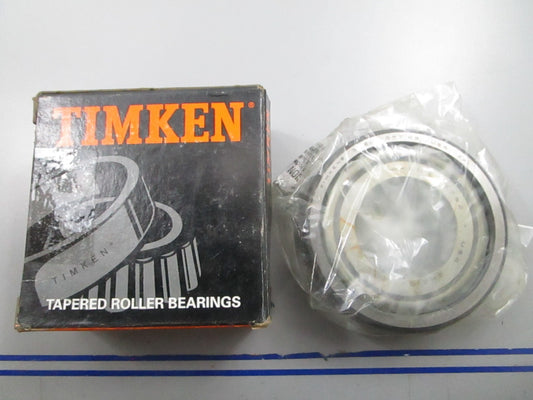 TIMKEN®
TIMKEN
TAPERED ROLLER BEARINGS